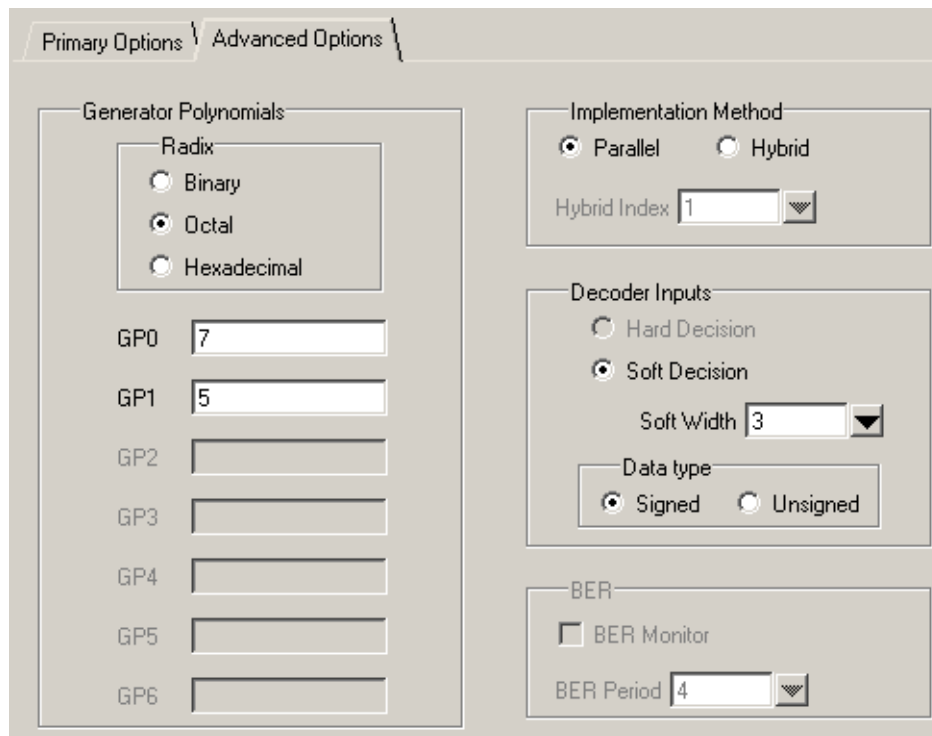 Primary Options
Advanced Options
Generator Polynomials
Radix
Binary
Octal
Hexadecimal
GP0 7
GP1 5
GP2
GP3
GP4
GP5
GP6
Implementation Method
Parallel Hybrid
Hybrid Index 1
Decoder Inputs
Hard Decision
Soft Decision
Soft Width 3
Data type
Signed Unsigned
BER
BER Monitor
BER Period 4